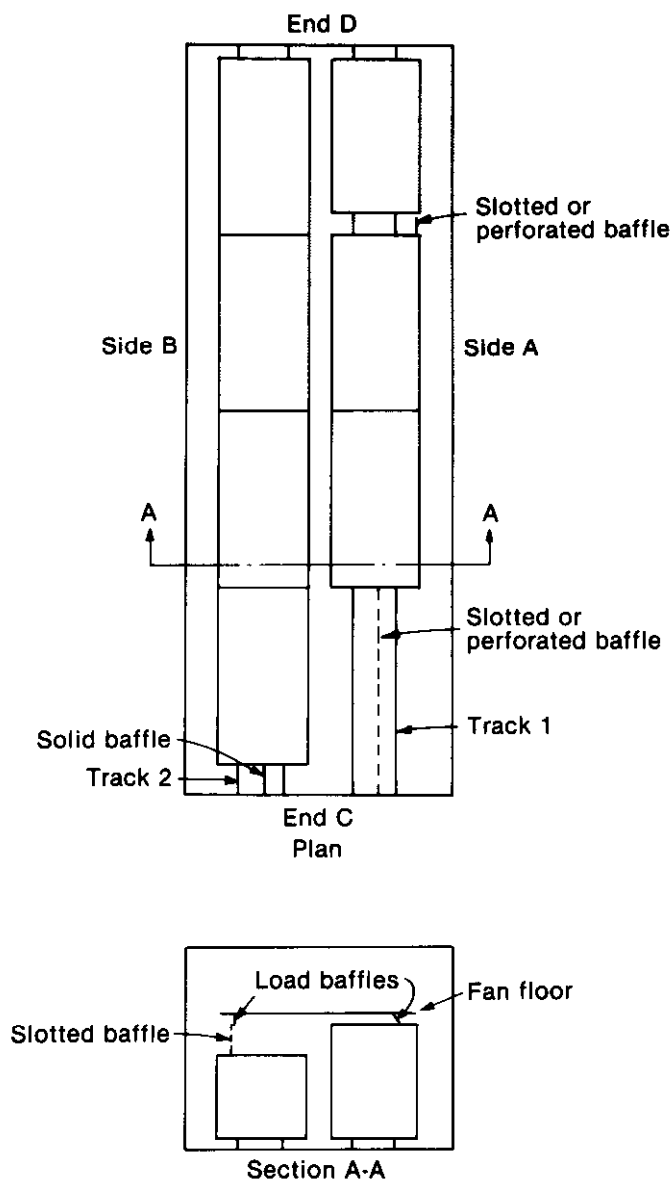 End D
Slotted or
perforated baffle
Side B
Side A
A
A
Slotted or
perforated baffle
Solid baffle
Track 1
Track 2
End C
Plan
Load baffles
Fan floor
Slotted baffle
Section A-A